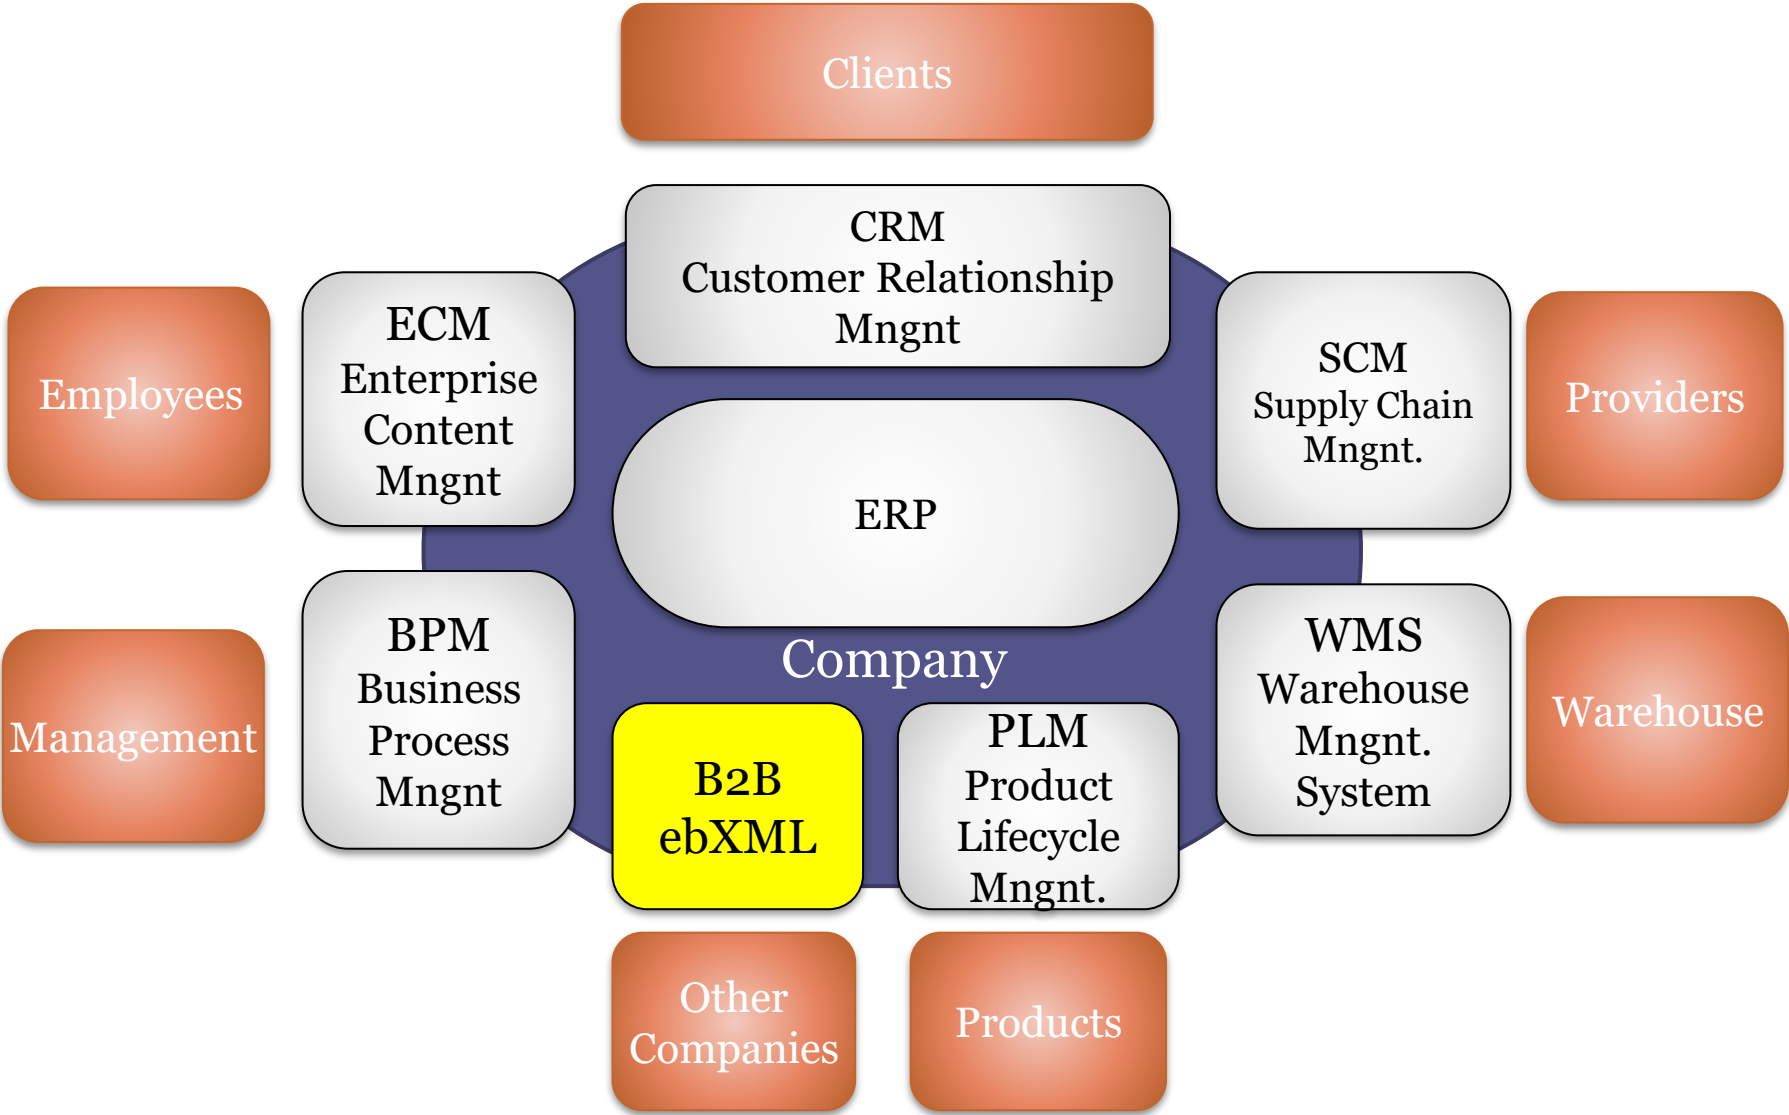 Clients
CRM
Customer Relationship
Mngnt
ECM
Enterprise
Content
Mngnt
Employees
SCM
Supply Chain
Mngnt.
Providers
ERP
Company
BPM
Business
Process
Mngnt
Management
WMS
Warehouse
Mngnt.
System
Warehouse
B2B
ebXML
PLM
Product
Lifecycle
Mngnt.
Other
Companies
Products